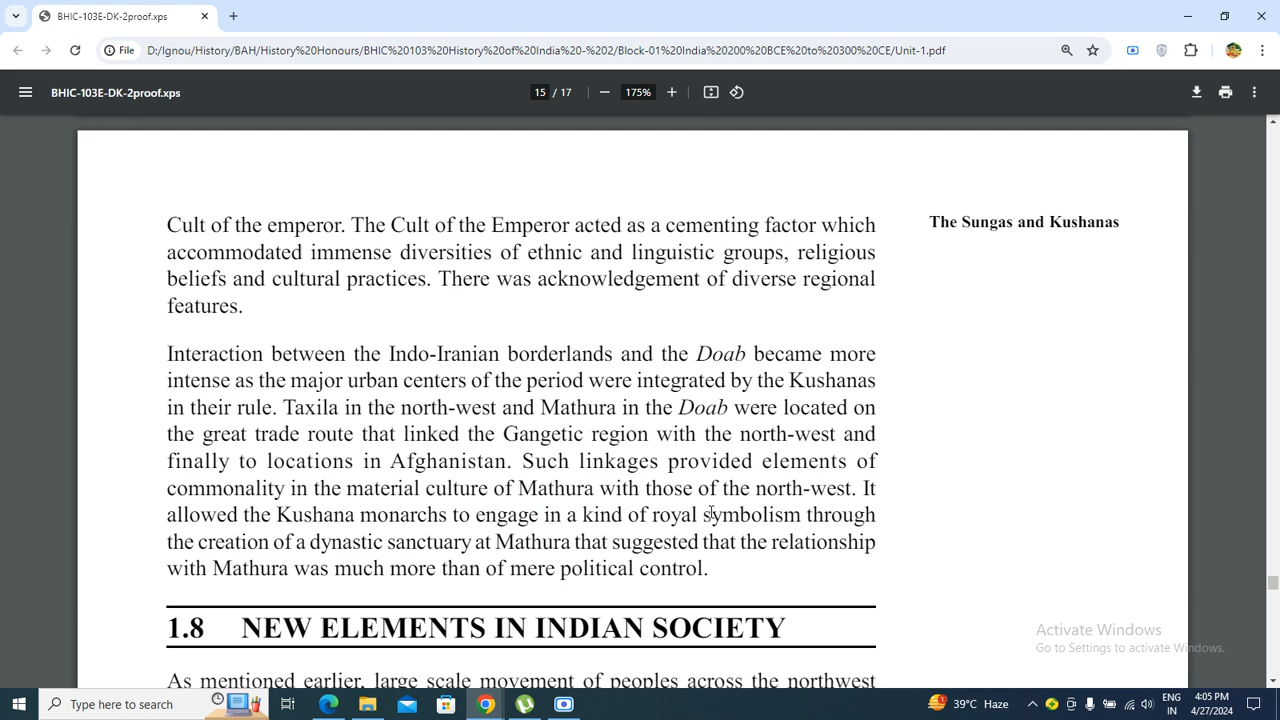 BHIC-103E-DK-2proof.xps
File D:/Ignou/History/BAH/History%20Honours/BHIC%20103%20History%20of%20India%20-%202/Block-01%20India%20200%20BCE%20to%20300%20CE/Unit-1.pdf
BHIC-103E-DK-2proof.xps 15 / 17 175%
Cult of the emperor. The Cult of the Emperor acted as a cementing factor which
accommodated immense diversities of ethnic and linguistic groups, religious
beliefs and cultural practices. There was acknowledgement of diverse regional
features.
The Sungas and Kushanas
Interaction between the Indo-Iranian borderlands and the Doab became more
intense as the major urban centers of the period were integrated by the Kushanas
in their rule. Taxila in the north-west and Mathura in the Doab were located on
the great trade route that linked the Gangetic region with the north-west and
finally to locations in Afghanistan. Such linkages provided elements of
commonality in the material culture of Mathura with those of the north-west. It
allowed the Kushana monarchs to engage in a kind of royal symbolism through
the creation of a dynastic sanctuary at Mathura that suggested that the relationship
with Mathura was much more than of mere political control.
1.8 NEW ELEMENTS IN INDIAN SOCIETY
As mentioned earlier, large scale movement of peoples across the northwest
Activate Windows
Go to Settings to activate Windows.
Type here to search
39°C Haze
ENG
IN
4:05 PM
4/27/2024